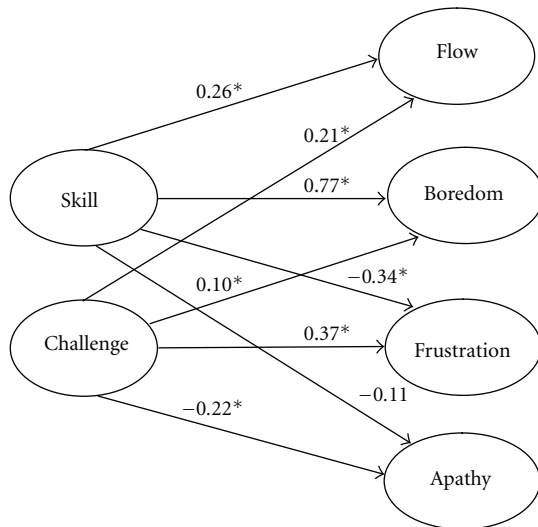 Flow
0.26*
0.21*
Skill
0.77*
Boredom
0.10*
−0.34*
Challenge
0.37*
Frustration
−0.11
−0.22*
Apathy